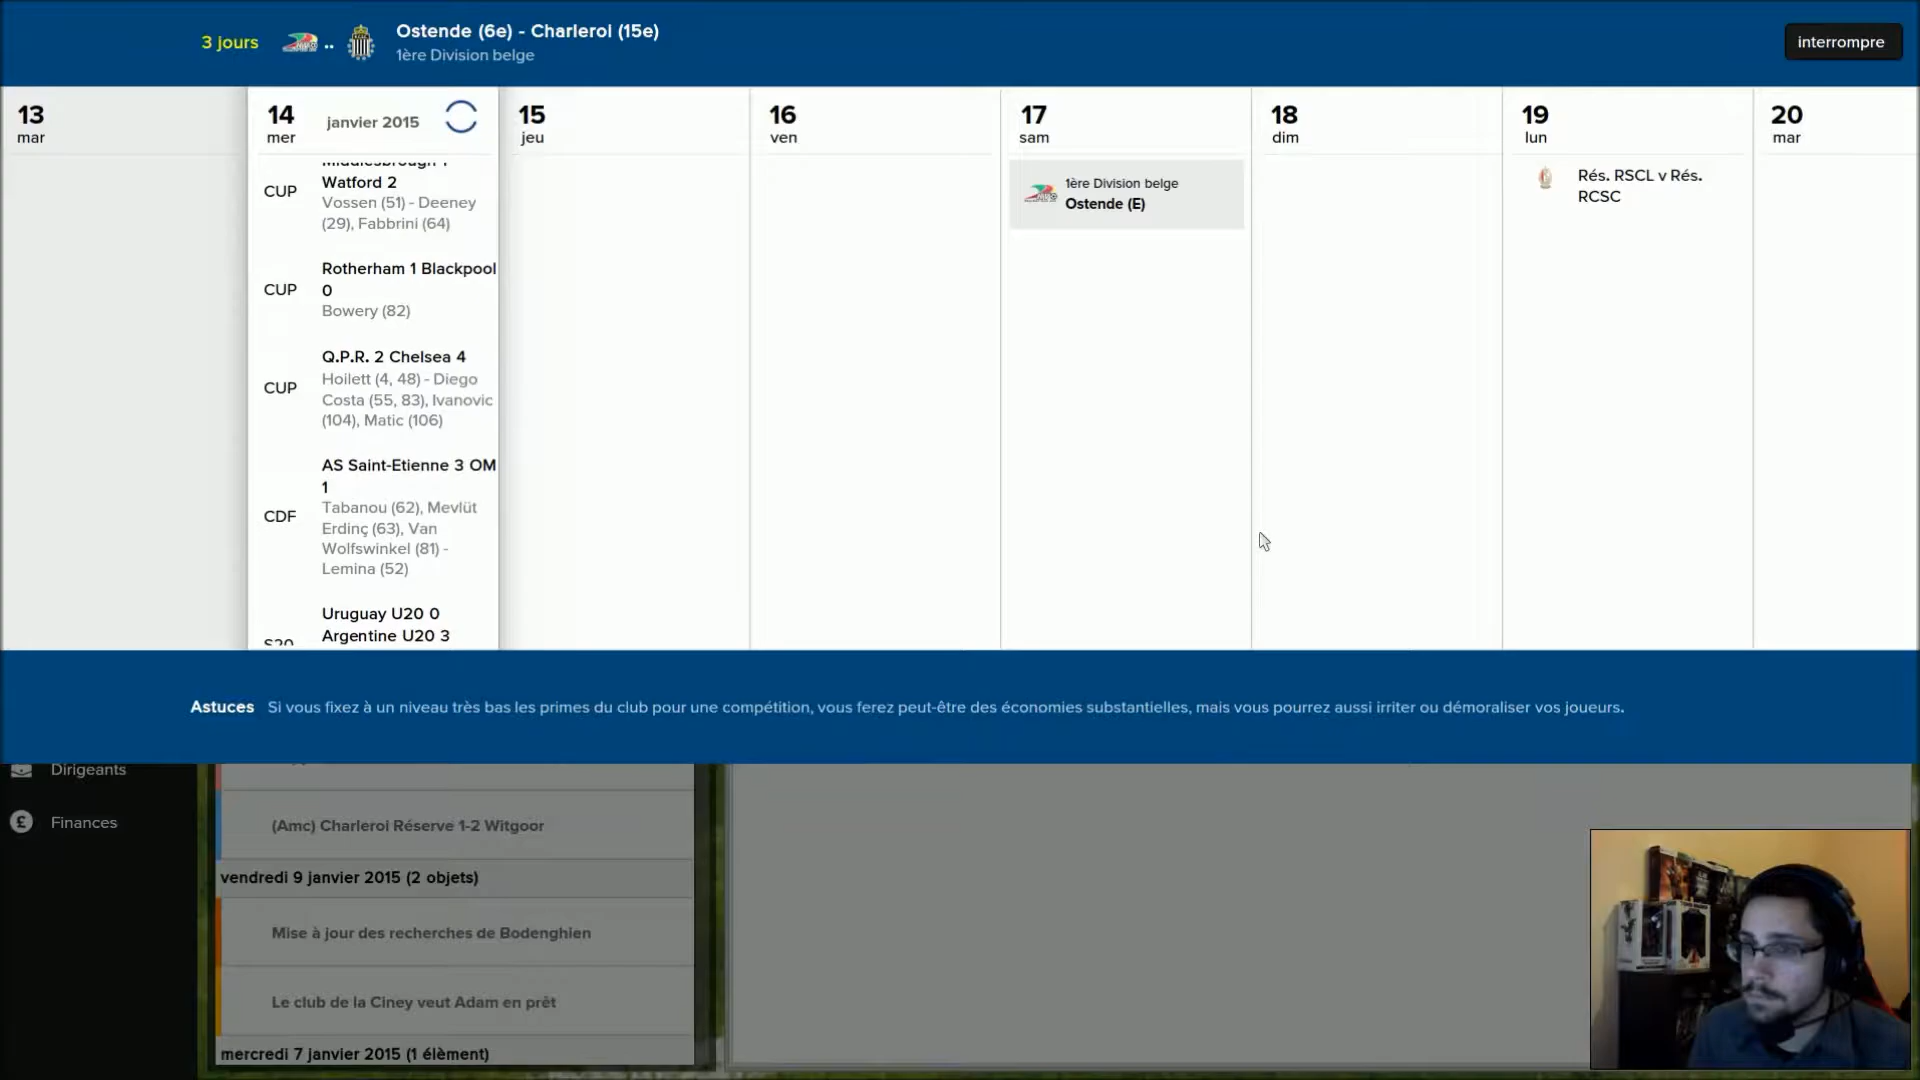 3 jours
..
Ostende (6e) - Charleroi (15e)
1ère Division belge
interrompre
13
mar
14
mer
janvier 2015
15
jeu
16
ven
17
sam
18
dim
19
lun
20
mar
Middlesbrough 1
CUP
Watford 2
Vossen (51) - Deeney
(29), Fabbrini (64)
CUP
Rotherham 1 Blackpool
0
Bowery (82)
CUP
Q.P.R. 2 Chelsea 4
Hoilett (4, 48) - Diego
Costa (55, 83), Ivanovic
(104), Matic (106)
CDF
AS Saint-Etienne 3 OM
1
Tabanou (62), Mevlüt
Erdinç (63), Van
Wolfswinkel (81) -
Lemina (52)
S20
Uruguay U20 0
Argentine U20 3
1ère Division belge
Ostende (E)
Rés. RSCL v Rés.
RCSC
Astuces Si vous fixez à un niveau très bas les primes du club pour une compétition, vous ferez peut-être des économies substantielles, mais vous pourrez aussi irriter ou démoraliser vos joueurs.
Dirigeants
£ Finances
(Amc) Charleroi Réserve 1-2 Witgoor
vendredi 9 janvier 2015 (2 objets)
Mise à jour des recherches de Bodenghien
Le club de la Ciney veut Adam en prêt
mercredi 7 janvier 2015 (1 élèment)